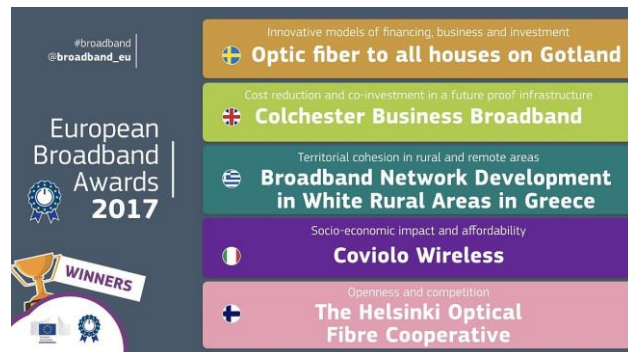 #broadband
@broadband_eu
European
Broadband
Awards
2017
WINNERS
Innovative models of financing, business and investment
Optic fiber to all houses on Gotland
Cost reduction and co-investment in a future proof infrastructure
Colchester Business Broadband
Territorial cohesion in rural and remote areas
Broadband Network Development
in White Rural Areas in Greece
Socio-economic impact and affordability
Coviolo Wireless
Openness and competition
The Helsinki Optical
Fibre Cooperative